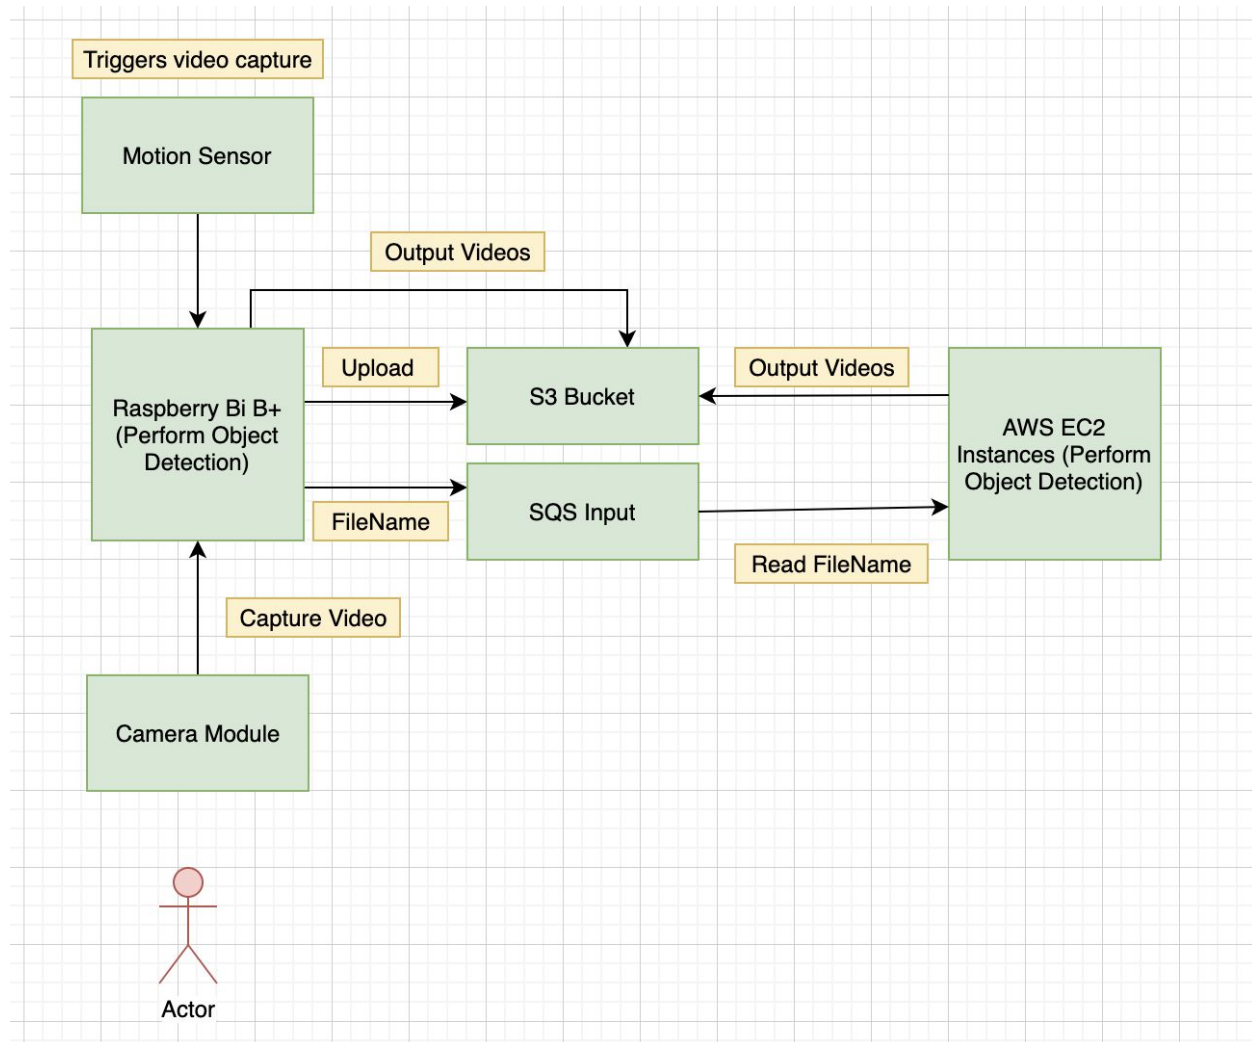 Triggers video capture
Motion Sensor
Output Videos
Upload
Raspberry Bi B+
(Perform Object
Detection)
FileName
S3 Bucket
SQS Input
Output Videos
AWS EC2
Instances (Perform
Object Detection)
Read FileName
Capture Video
Camera Module
Actor